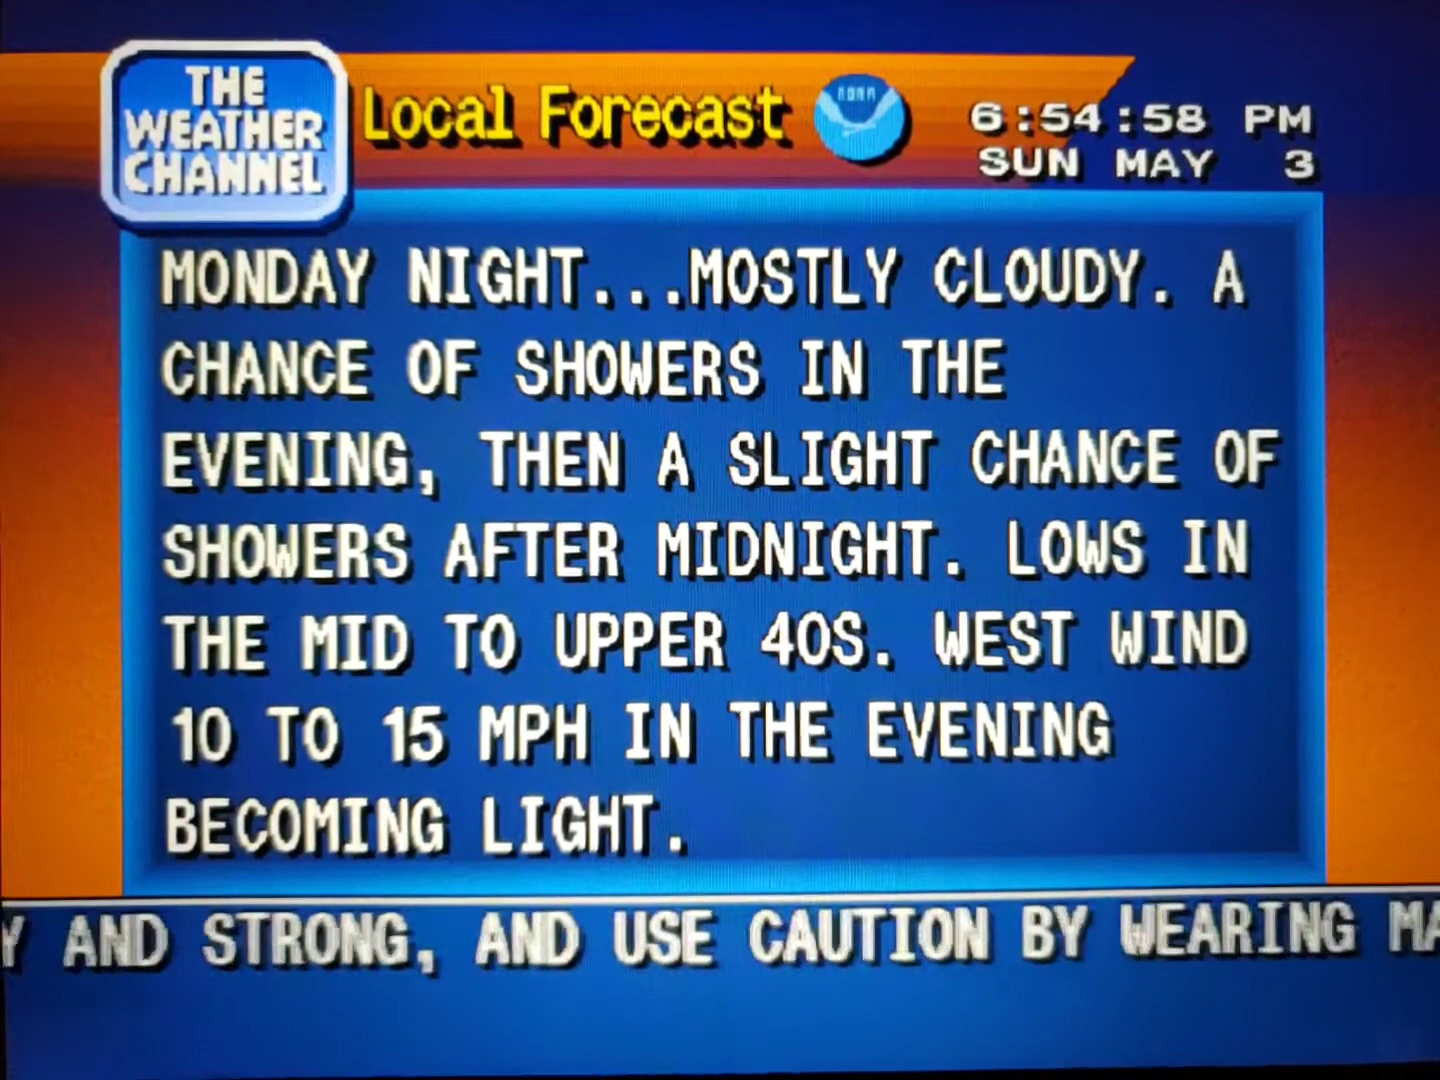 THE
WEATHER
CHANNEL
Local Forecast
NOAA
6:54:58 PM
SUN MAY 3
MONDAY NIGHT...MOSTLY CLOUDY. A
CHANCE OF SHOWERS IN THE
EVENING, THEN A SLIGHT CHANCE OF
SHOWERS AFTER MIDNIGHT. LOWS IN
THE MID TO UPPER 40S. WEST WIND
10 TO 15 MPH IN THE EVENING
BECOMING LIGHT.
Y AND STRONG, AND USE CAUTION BY WEARING MA